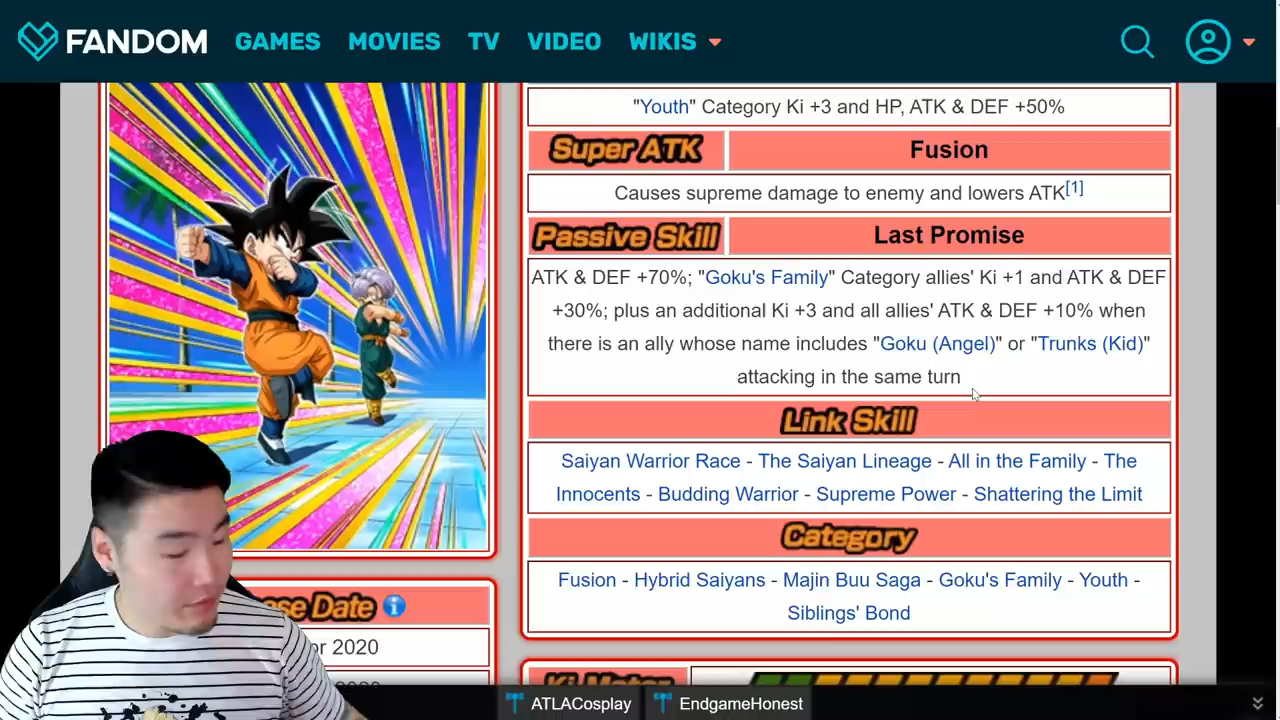 FANDOM GAMES MOVIES TV VIDEO WIKIS
"Youth" Category Ki +3 and HP, ATK & DEF +50%
Super ATK Fusion
Causes supreme damage to enemy and lowers ATK[1]
Passive Skill Last Promise
ATK & DEF +70%; "Goku's Family" Category allies' Ki +1 and ATK & DEF
+30%; plus an additional Ki +3 and all allies' ATK & DEF +10% when
there is an ally whose name includes "Goku (Angel)" or "Trunks (Kid)"
attacking in the same turn
Link Skill
Saiyan Warrior Race - The Saiyan Lineage - All in the Family - The
Innocents - Budding Warrior - Supreme Power - Shattering the Limit
Category
Fusion - Hybrid Saiyans - Majin Buu Saga - Goku's Family - Youth -
Siblings' Bond
Date i
2020
Ki Meter
ATLACosplay EndgameHonest